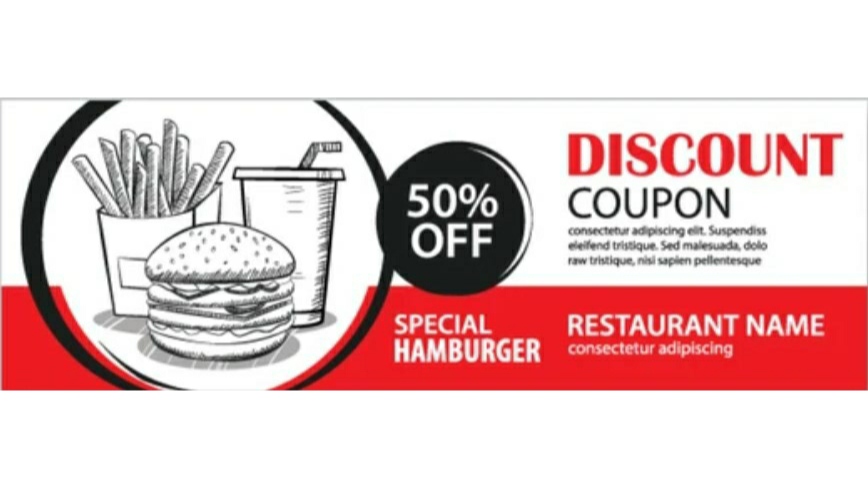 50%
OFF
DISCOUNT
COUPON
consectetur adipiscing elit. Suspendiss
eleifend tristique. Sed malesuada, dolo
raw tristique, nisi sapien pellentesque
SPECIAL
HAMBURGER
RESTAURANT NAME
consectetur adipiscing